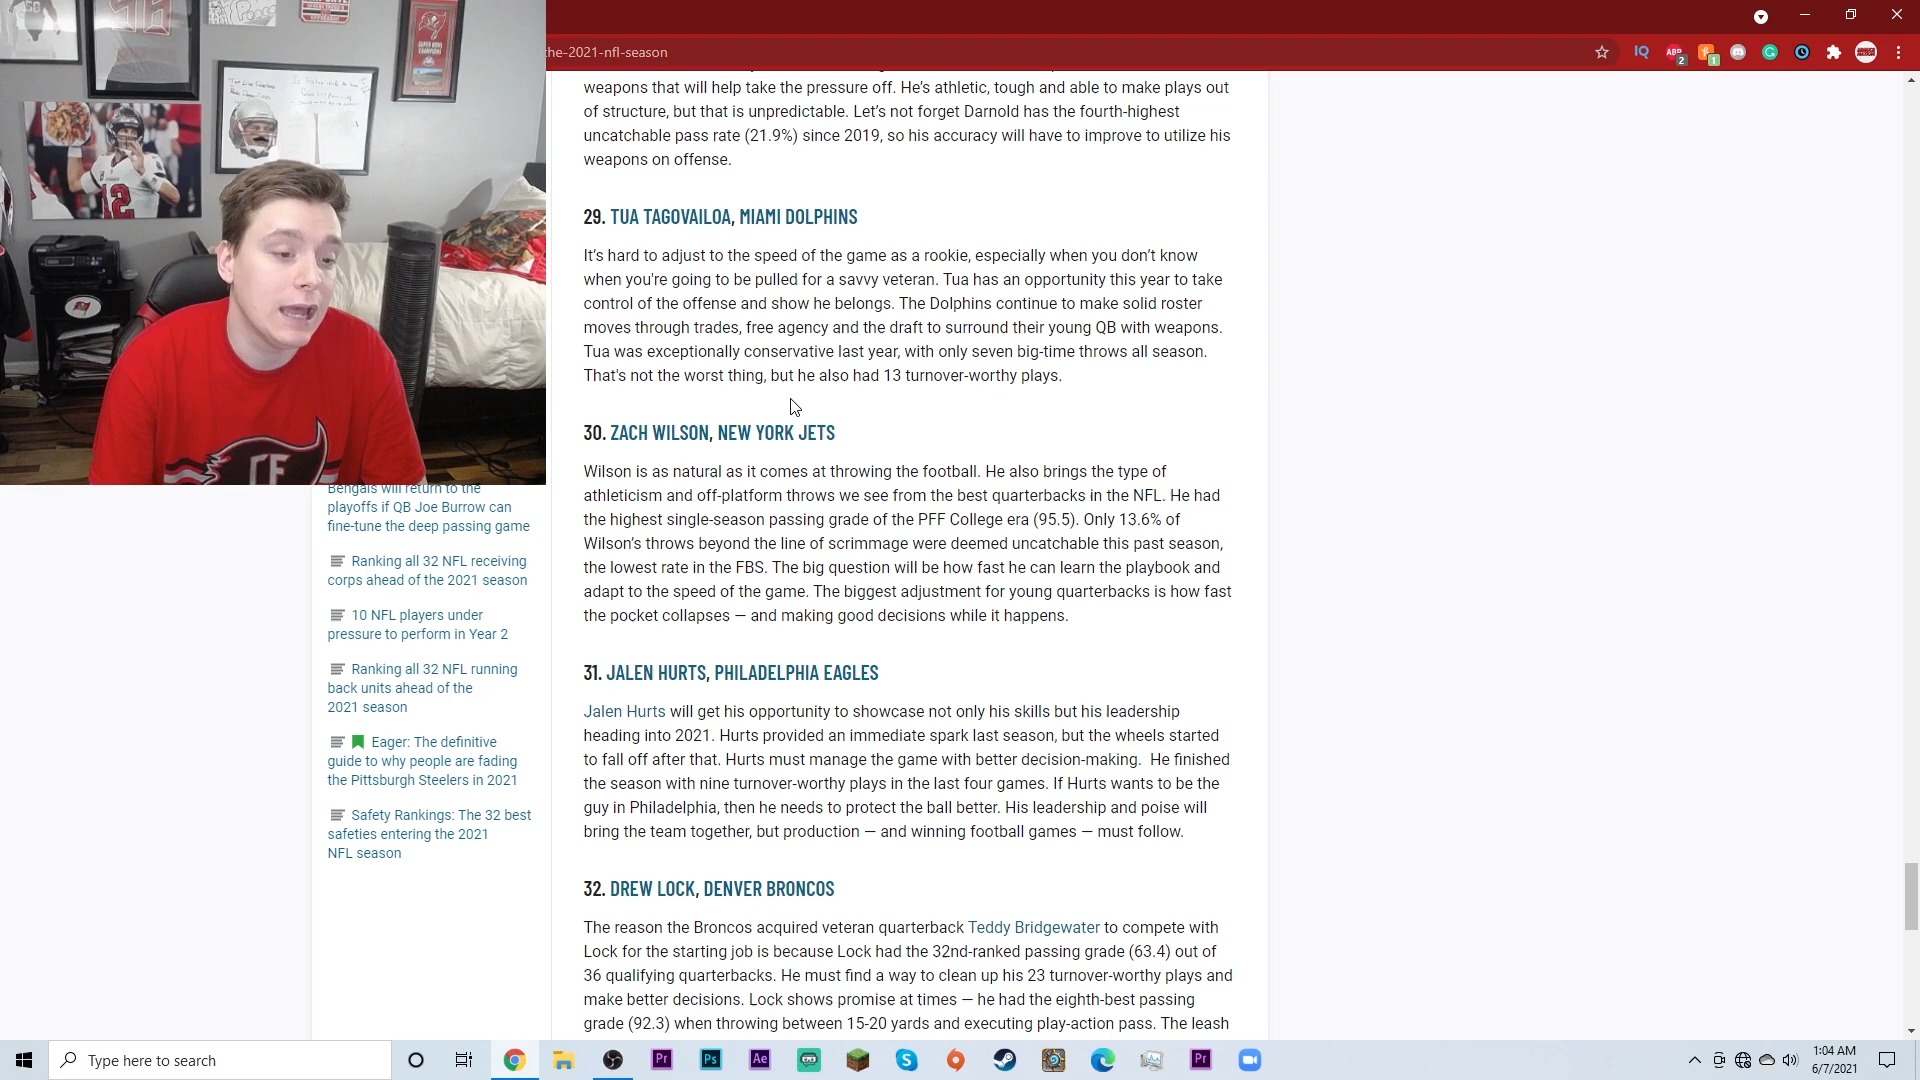 he-2021-nfl-season
weapons that will help take the pressure off. He's athletic, tough and able to make plays out
of structure, but that is unpredictable. Let's not forget Darnold has the fourth-highest
uncatchable pass rate (21.9%) since 2019, so his accuracy will have to improve to utilize his
weapons on offense.
29. TUA TAGOVAILOA, MIAMI DOLPHINS
It's hard to adjust to the speed of the game as a rookie, especially when you don't know
when you're going to be pulled for a savvy veteran. Tua has an opportunity this year to take
control of the offense and show he belongs. The Dolphins continue to make solid roster
moves through trades, free agency and the draft to surround their young QB with weapons.
Tua was exceptionally conservative last year, with only seven big-time throws all season.
That's not the worst thing, but he also had 13 turnover-worthy plays.
30. ZACH WILSON, NEW YORK JETS
Wilson is as natural as it comes at throwing the football. He also brings the type of
athleticism and off-platform throws we see from the best quarterbacks in the NFL. He had
the highest single-season passing grade of the PFF College era (95.5). Only 13.6% of
Wilson's throws beyond the line of scrimmage were deemed uncatchable this past season,
the lowest rate in the FBS. The big question will be how fast he can learn the playbook and
adapt to the speed of the game. The biggest adjustment for young quarterbacks is how fast
the pocket collapses — and making good decisions while it happens.
31. JALEN HURTS, PHILADELPHIA EAGLES
Jalen Hurts will get his opportunity to showcase not only his skills but his leadership
heading into 2021. Hurts provided an immediate spark last season, but the wheels started
to fall off after that. Hurts must manage the game with better decision-making.  He finished
the season with nine turnover-worthy plays in the last four games. If Hurts wants to be the
guy in Philadelphia, then he needs to protect the ball better. His leadership and poise will
bring the team together, but production — and winning football games — must follow.
32. DREW LOCK, DENVER BRONCOS
The reason the Broncos acquired veteran quarterback Teddy Bridgewater to compete with
Lock for the starting job is because Lock had the 32nd-ranked passing grade (63.4) out of
36 qualifying quarterbacks. He must find a way to clean up his 23 turnover-worthy plays and
make better decisions. Lock shows promise at times — he had the eighth-best passing
grade (92.3) when throwing between 15-20 yards and executing play-action pass. The leash
Bengals will return to the
playoffs if QB Joe Burrow can
fine-tune the deep passing game
Ranking all 32 NFL receiving
corps ahead of the 2021 season
10 NFL players under
pressure to perform in Year 2
Ranking all 32 NFL running
back units ahead of the
2021 season
Eager: The definitive
guide to why people are fading
the Pittsburgh Steelers in 2021
Safety Rankings: The 32 best
safeties entering the 2021
NFL season
12
SUPER BOWL
CHAMPIONS
IQ
ABP
2
1
Type here to search
Pr
Ps
Ae
Pr
1:04 AM
6/7/2021